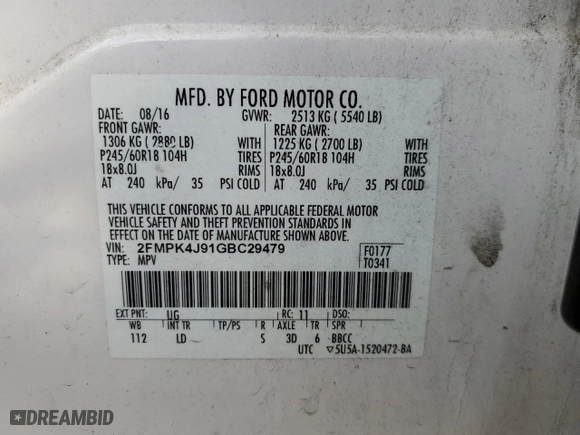 MFD. BY FORD MOTOR CO.
DATE: 08/16 GVWR: 2513 KG ( 5540 LB)
FRONT GAWR: REAR GAWR:
1306 KG ( 2880 LB) WITH 1225 KG ( 2700 LB) WITH
P245/60R18 104H TIRES P245/60R18 104H TIRES
18x8.0J RIMS 18x8.0J RIMS
AT 240 kPa/ 35 PSI COLD AT 240 kPa/ 35 PSI COLD
THIS VEHICLE CONFORMS TO ALL APPLICABLE FEDERAL MOTOR
VEHICLE SAFETY AND THEFT PREVENTION STANDARDS IN
EFFECT ON THE DATE OF MANUFACTURE SHOWN ABOVE.
VIN: 2FMPK4J91GBC29479 F0177
TYPE: MPV T0341
EXT PNT: UG RC: 11 DSO:
WB INT TR TP/PS R AXLE TR SPR
112 LD S 3D 6 BBCC
UTC ▽5U5A-1520472-BA
DREAMBID